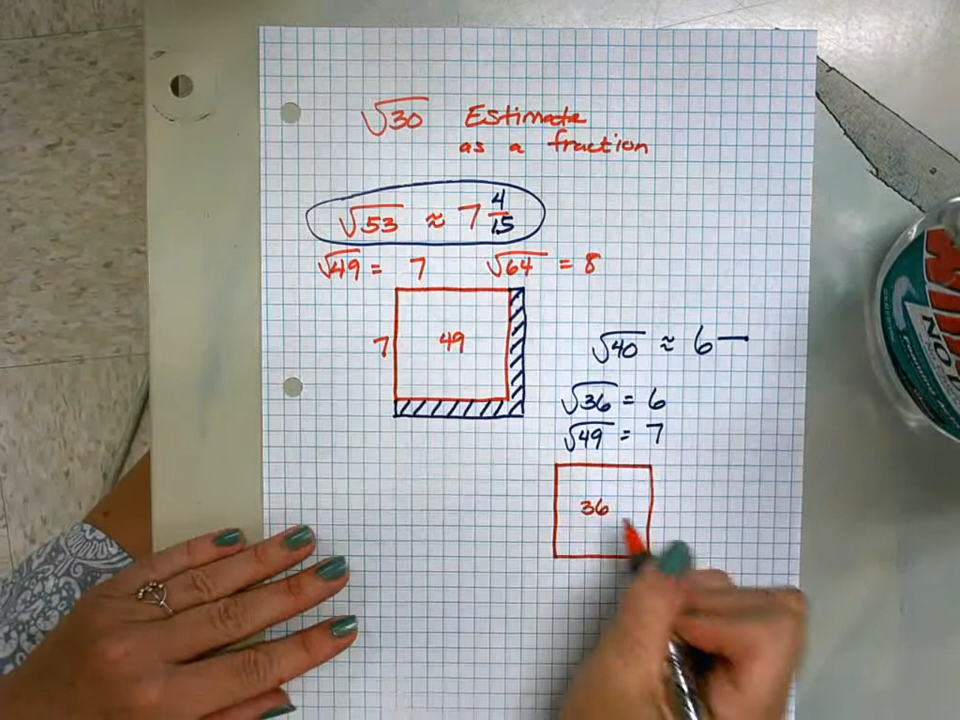 √30 Estimate
as a fraction
√53 ≈ 7 4/15
√49 = 7 √64 = 8
7 49
√40 ≈ 6—
√36 = 6
√49 = 7
36